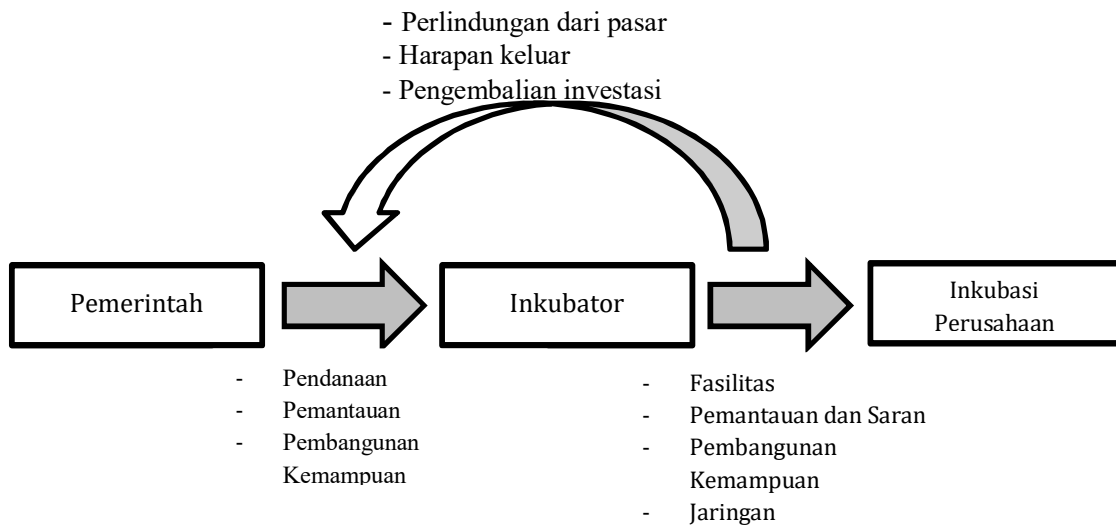 - Perlindungan dari pasar
- Harapan keluar
- Pengembalian investasi
Pemerintah
Inkubator
Inkubasi
Perusahaan
- Pendanaan
- Pemantauan
- Pembangunan
Kemampuan
- Fasilitas
- Pemantauan dan Saran
- Pembangunan
Kemampuan
- Jaringan